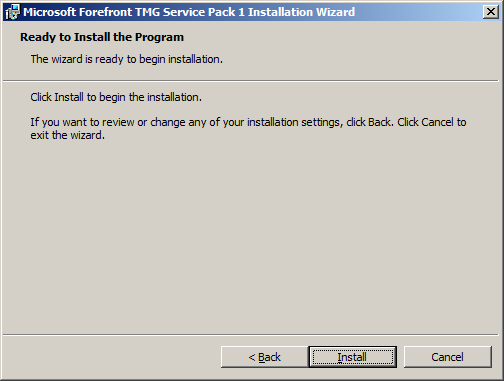 Microsoft Forefront TMG Service Pack 1 Installation Wizard
Ready to Install the Program
The wizard is ready to begin installation.
Click Install to begin the installation.
If you want to review or change any of your installation settings, click Back. Click Cancel to
exit the wizard.
< Back
Install
Cancel